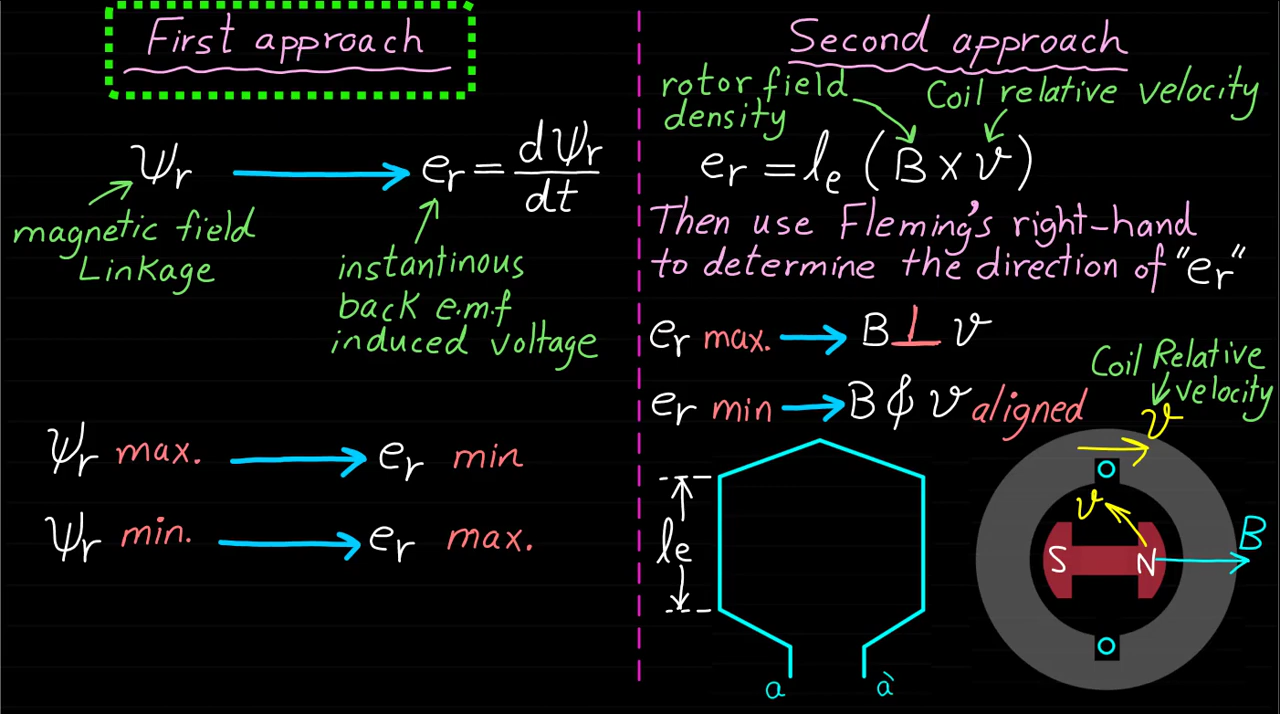 First approach
ψr → er = dψr/dt
magnetic field
Linkage
instantinous
back e.m.f
induced voltage
ψr max. → er min
ψr min. → er max.
Second approach
rotor field
density
Coil relative velocity
er = le (B x v)
Then use Fleming's right-hand
to determine the direction of "er"
er max. → B ⊥ v
er min → B & v aligned
Coil Relative
velocity
v
v
B
S N
le
a à